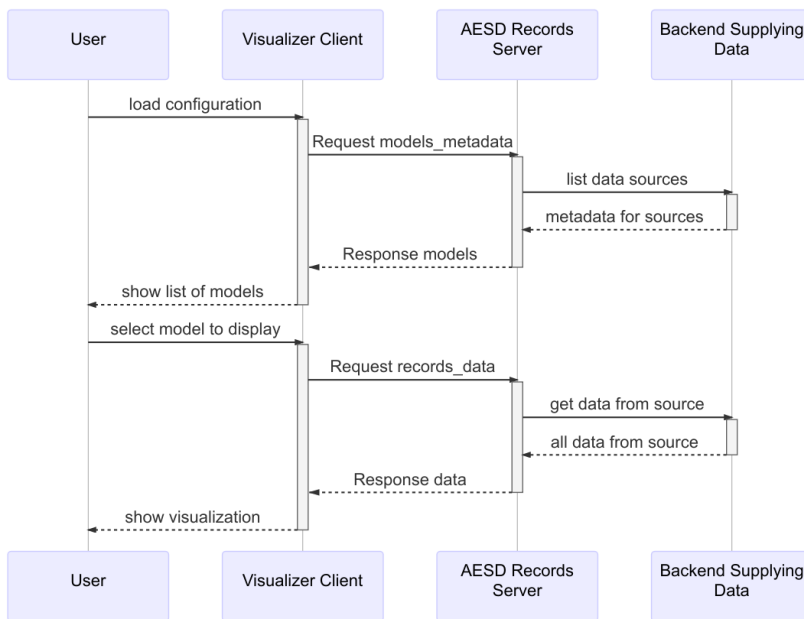 User
Visualizer Client
AESD Records
Server
Backend Supplying
Data
load configuration
Request models_metadata
list data sources
metadata for sources
Response models
show list of models
select model to display
Request records_data
get data from source
all data from source
Response data
show visualization
User
Visualizer Client
AESD Records
Server
Backend Supplying
Data